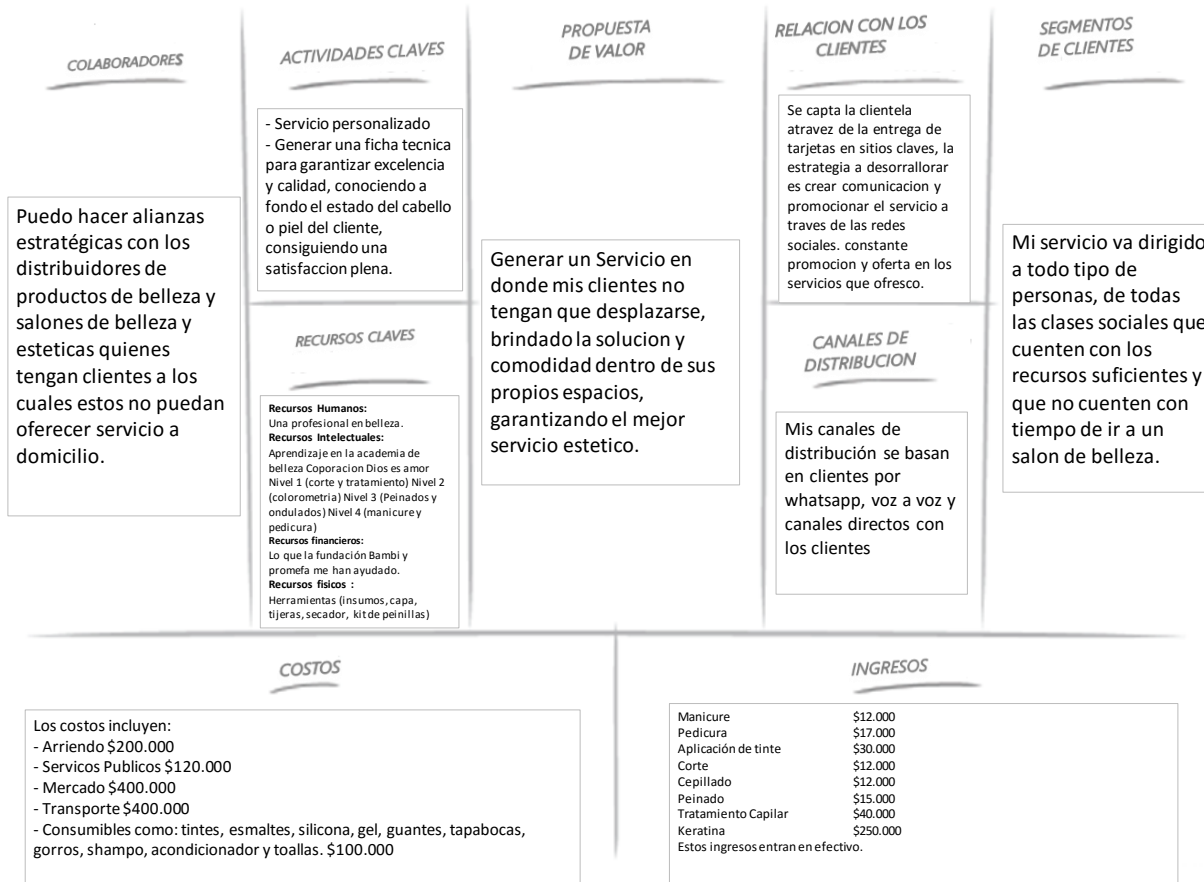 COLABORADORES
Puedo hacer alianzas
estratégicas con los
distribuidores de
productos de belleza y
salones de belleza y
esteticas quienes
tengan clientes a los
cuales estos no puedan
oferecer servicio a
domicilio.
ACTIVIDADES CLAVES
- Servicio personalizado
- Generar una ficha tecnica
para garantizar excelencia
y calidad, conociendo a
fondo el estado del cabello
o piel del cliente,
consiguiendo una
satisfaccion plena.
RECURSOS CLAVES
Recursos Humanos:
Una profesional en belleza.
Recursos Intelectuales:
Aprendizaje en la academia de
belleza Coporacion Dios es amor
Nivel 1 (corte y tratamiento) Nivel 2
(colorometria) Nivel 3 (Peinados y
ondulados) Nivel 4 (manicure y
pedicura)
Recursos financieros:
Lo que la fundación Bambi y
promefa me han ayudado.
Recursos fisicos :
Herramientas (insumos, capa,
tijeras, secador, kit de peinillas)
PROPUESTA
DE VALOR
Generar un Servicio en
donde mis clientes no
tengan que desplazarse,
brindado la solucion y
comodidad dentro de sus
propios espacios,
garantizando el mejor
servicio estetico.
RELACION CON LOS
CLIENTES
Se capta la clientela
atravez de la entrega de
tarjetas en sitios claves, la
estrategia a desorrallorar
es crear comunicacion y
promocionar el servicio a
traves de las redes
sociales. constante
promocion y oferta en los
servicios que ofresco.
CANALES DE
DISTRIBUCION
Mis canales de
distribución se basan
en clientes por
whatsapp, voz a voz y
canales directos con
los clientes
SEGMENTOS
DE CLIENTES
Mi servicio va dirigido
a todo tipo de
personas, de todas
las clases sociales que
cuenten con los
recursos suficientes y
que no cuenten con
tiempo de ir a un
salon de belleza.
COSTOS
Los costos incluyen:
- Arriendo $200.000
- Servicos Publicos $120.000
- Mercado $400.000
- Transporte $400.000
- Consumibles como: tintes, esmaltes, silicona, gel, guantes, tapabocas,
gorros, shampo, acondicionador y toallas. $100.000
INGRESOS
Manicure $12.000
Pedicura $17.000
Aplicación de tinte $30.000
Corte $12.000
Cepillado $12.000
Peinado $15.000
Tratamiento Capilar $40.000
Keratina $250.000
Estos ingresos entran en efectivo.